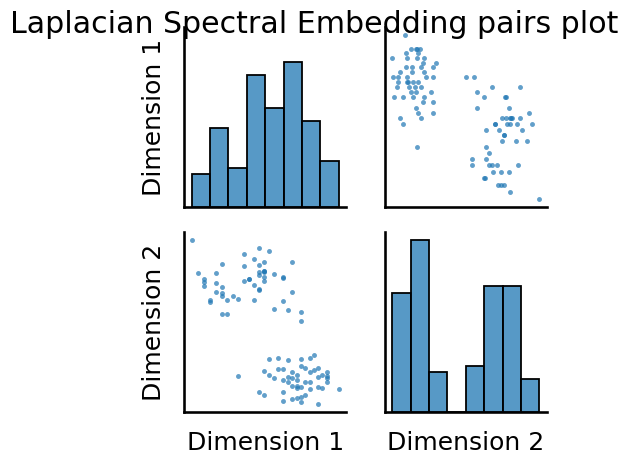 Laplacian Spectral Embedding pairs plot
Dimension 1
Dimension 2
Dimension 1
Dimension 2